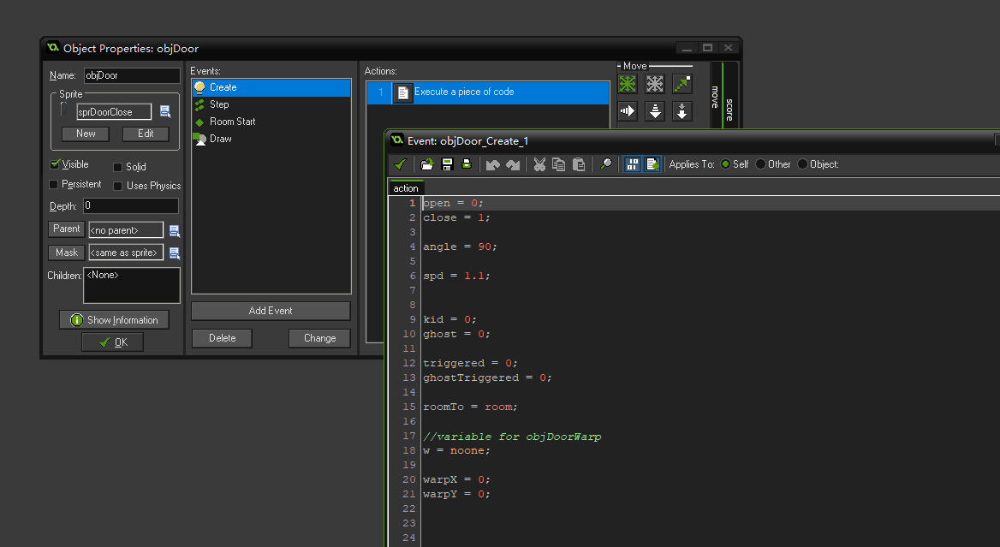 Object Properties: objDoor
Name: objDoor
Sprite
sprDoorClose
New Edit
Visible Solid
Persistent Uses Physics
Depth: 0
Parent <no parent>
Mask <same as sprite>
Children: <None>
Show Information
OK
Events:
Create
Step
Room Start
Draw
Add Event
Delete Change
Actions:
1 Execute a piece of code
Move
move
score
Event: objDoor_Create_1
Applies To: Self Other Object:
action
1 open = 0;
2 close = 1;
3
4 angle = 90;
5
6 spd = 1.1;
7
8
9 kid = 0;
10 ghost = 0;
11
12 triggered = 0;
13 ghostTriggered = 0;
14
15 roomTo = room;
16
17 //variable for objDoorWarp
18 w = noone;
19
20 warpX = 0;
21 warpY = 0;
22
23
24